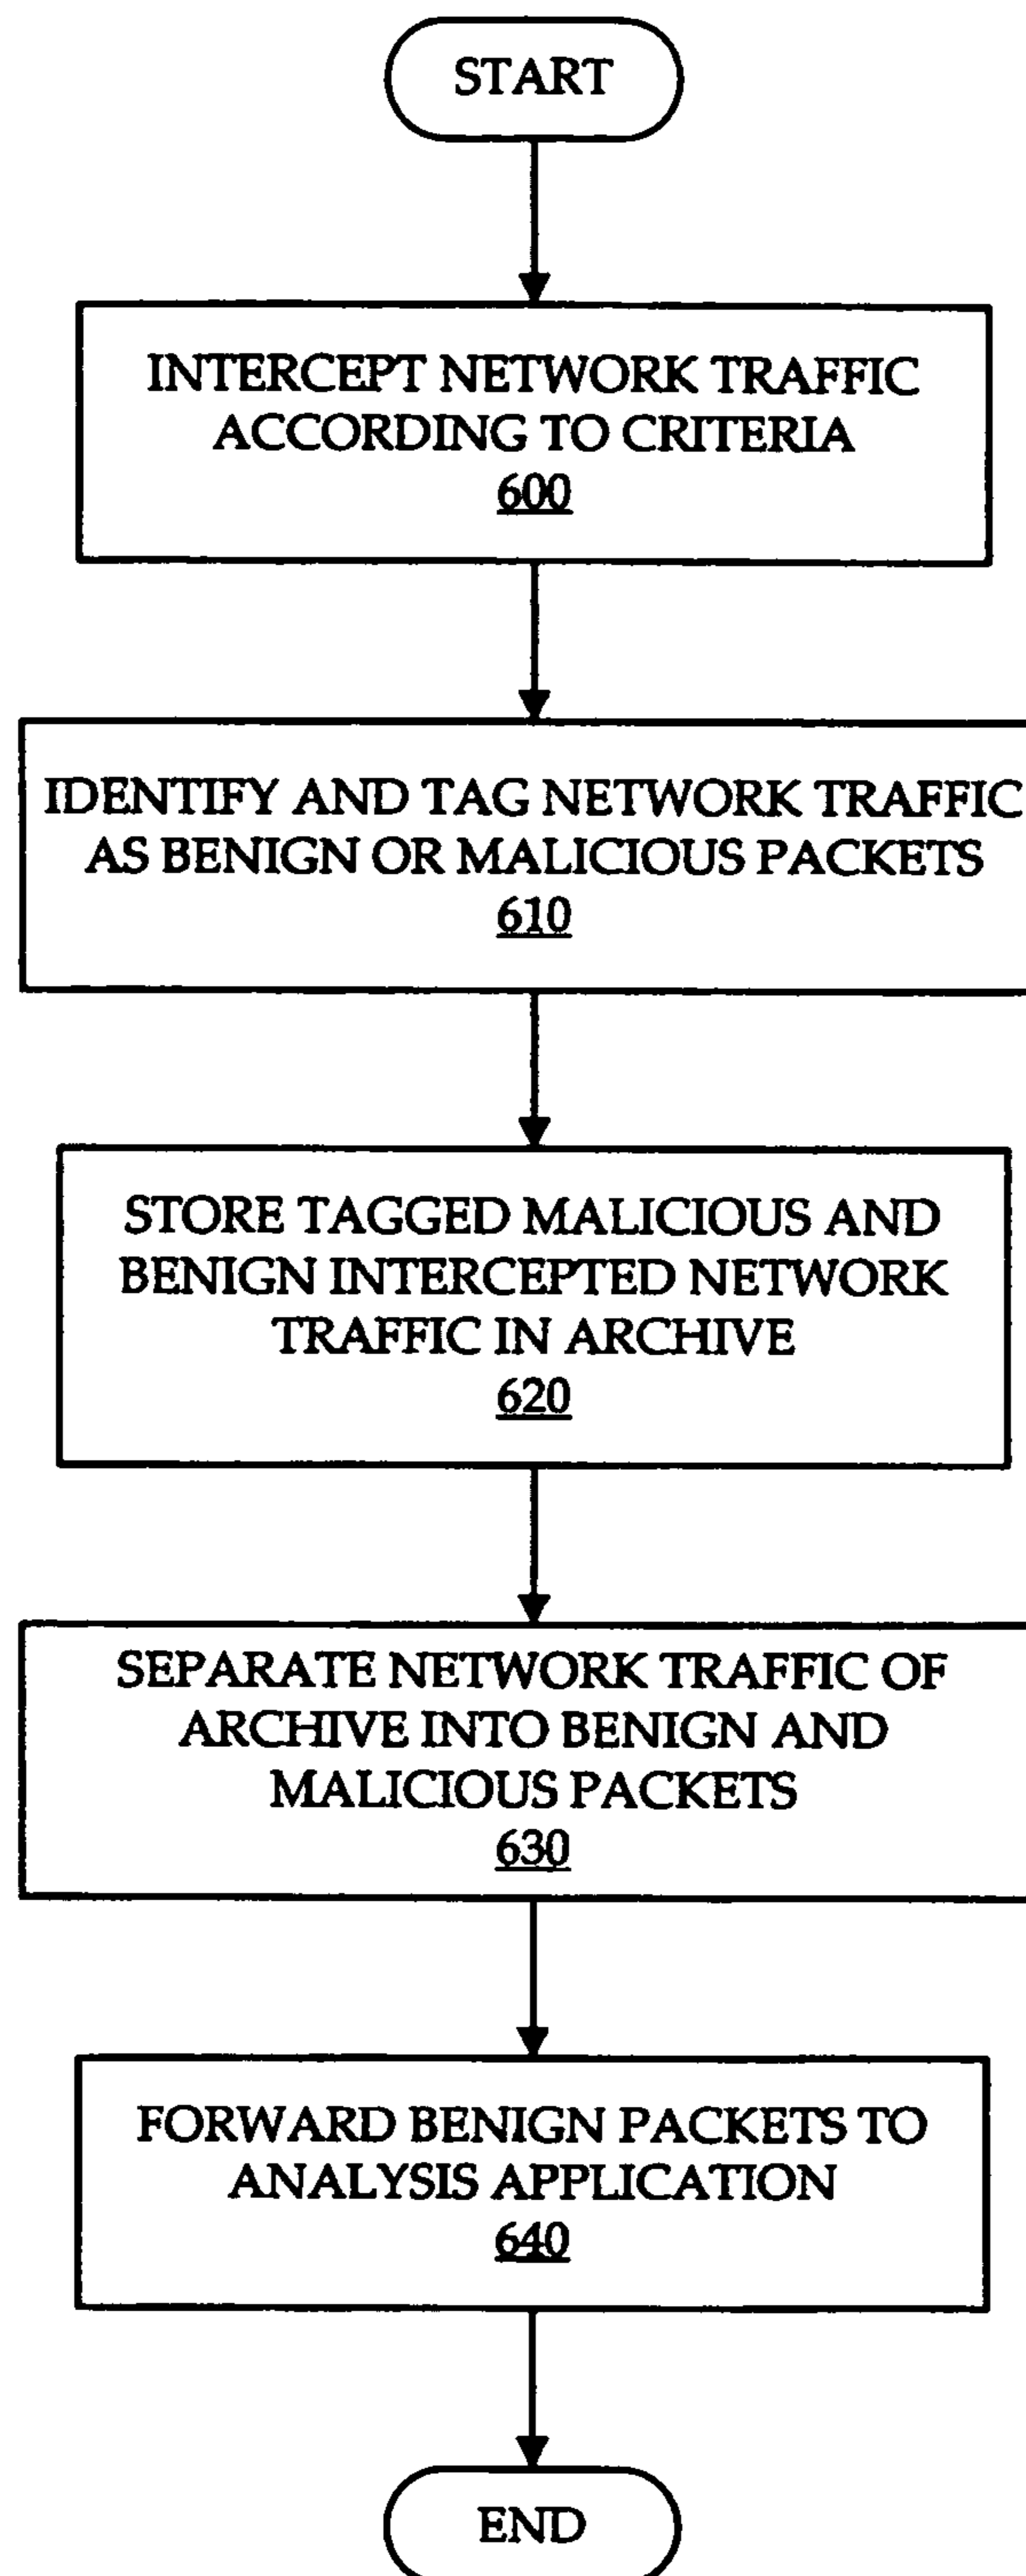 START
INTERCEPT NETWORK TRAFFIC
ACCORDING TO CRITERIA
600
IDENTIFY AND TAG NETWORK TRAFFIC
AS BENIGN OR MALICIOUS PACKETS
610
STORE TAGGED MALICIOUS AND
BENIGN INTERCEPTED NETWORK
TRAFFIC IN ARCHIVE
620
SEPARATE NETWORK TRAFFIC OF
ARCHIVE INTO BENIGN AND
MALICIOUS PACKETS
630
FORWARD BENIGN PACKETS TO
ANALYSIS APPLICATION
640
END